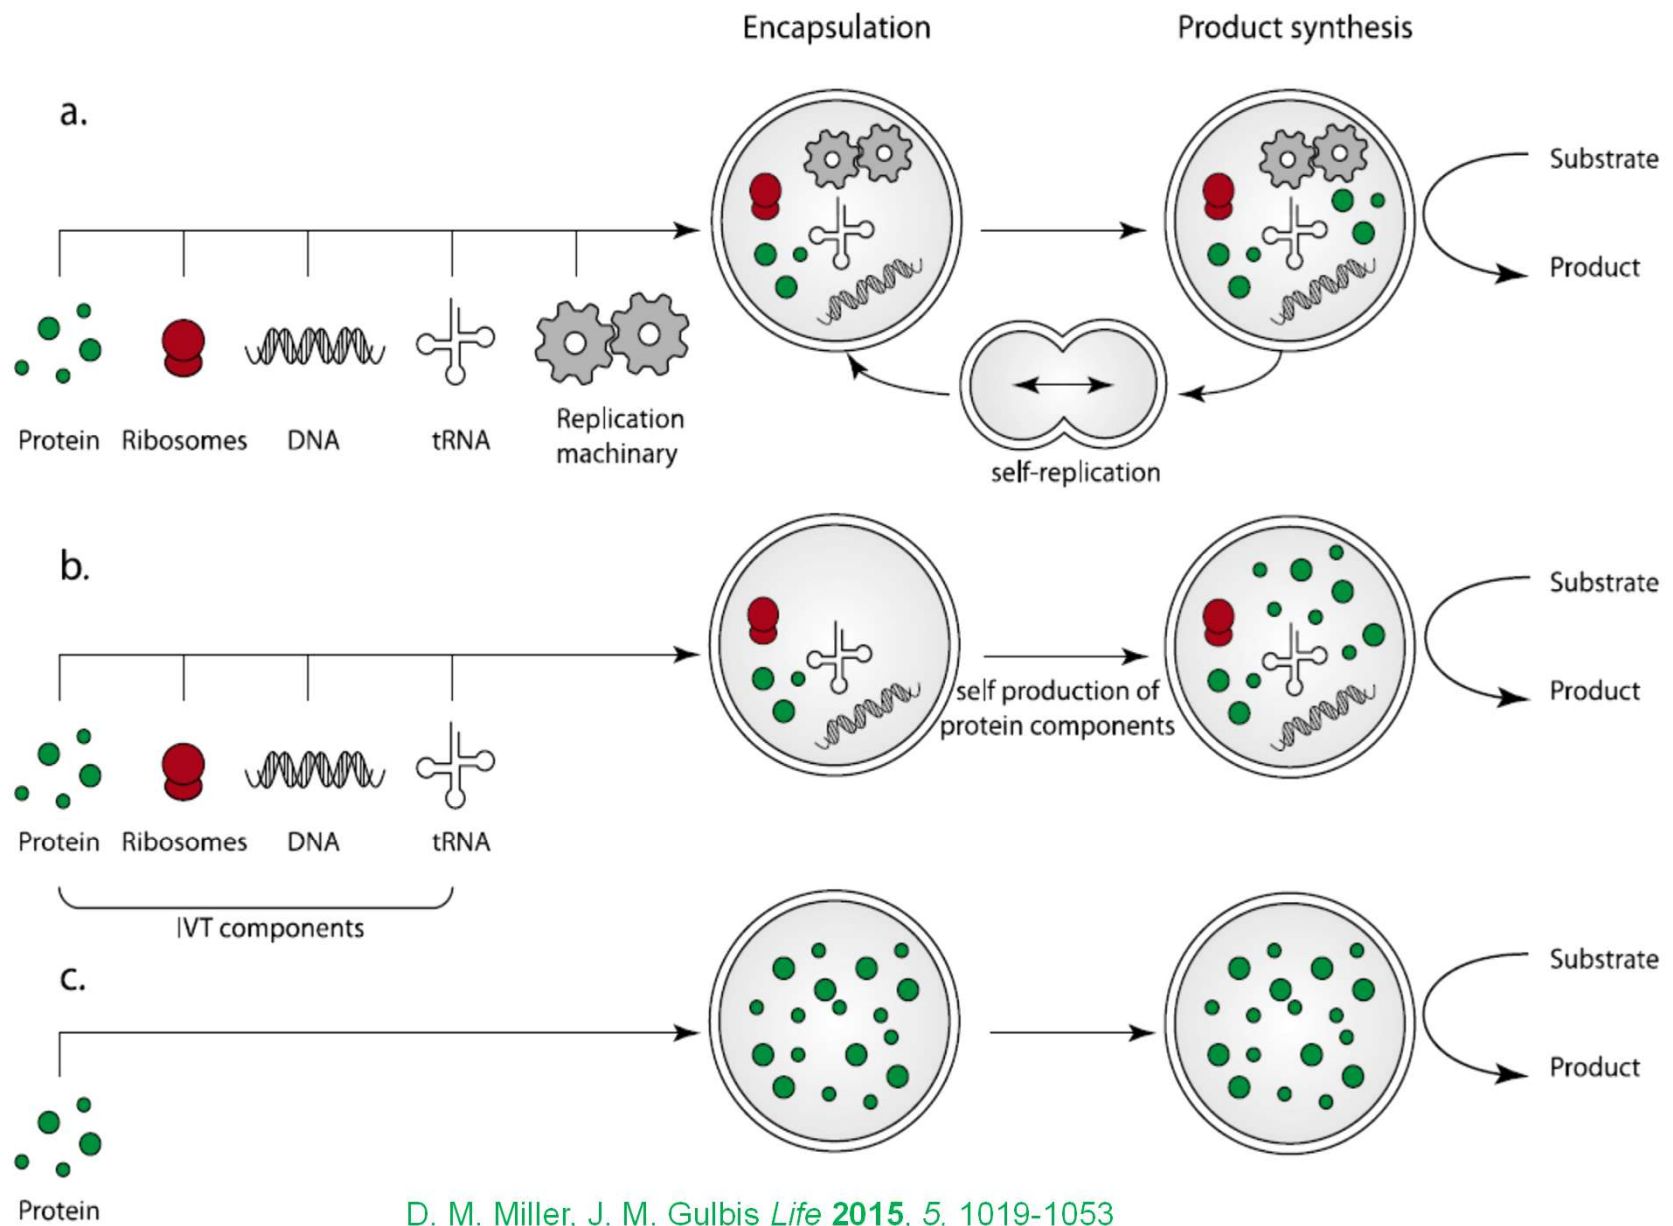 Encapsulation
Product synthesis
a.
Substrate
Product
Protein
Ribosomes
DNA
tRNA
Replication
machinary
self-replication
b.
Substrate
self production of
protein components
Product
Protein
Ribosomes
DNA
tRNA
IVT components
c.
Substrate
Product
Protein
D. M. Miller, J. M. Gulbis Life 2015, 5, 1019-1053